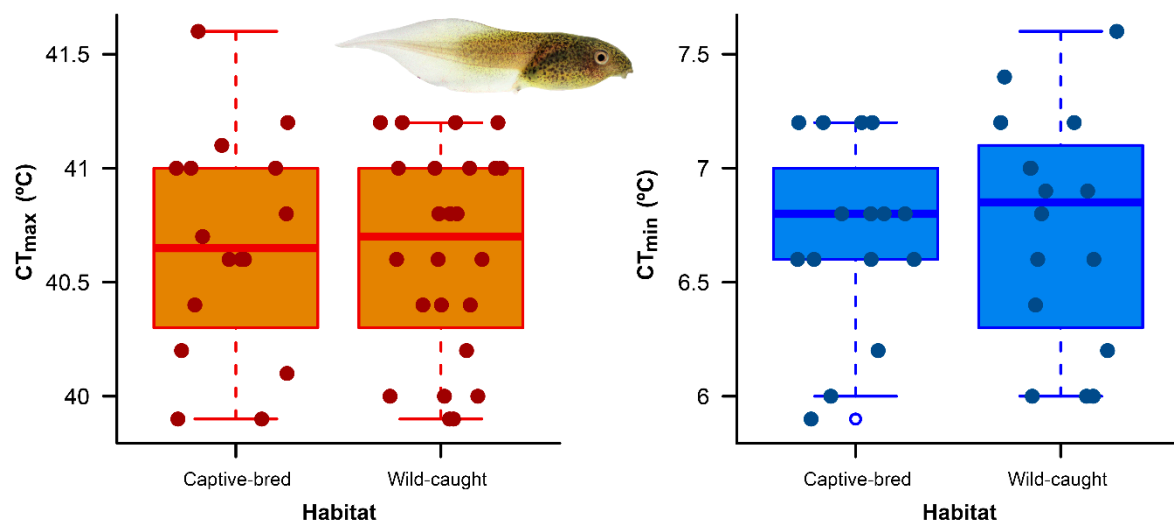 CTmax (ºC)
41.5
41
40.5
40
Captive-bred
Wild-caught
Habitat
CTmin (ºC)
7.5
7
6.5
6
Captive-bred
Wild-caught
Habitat